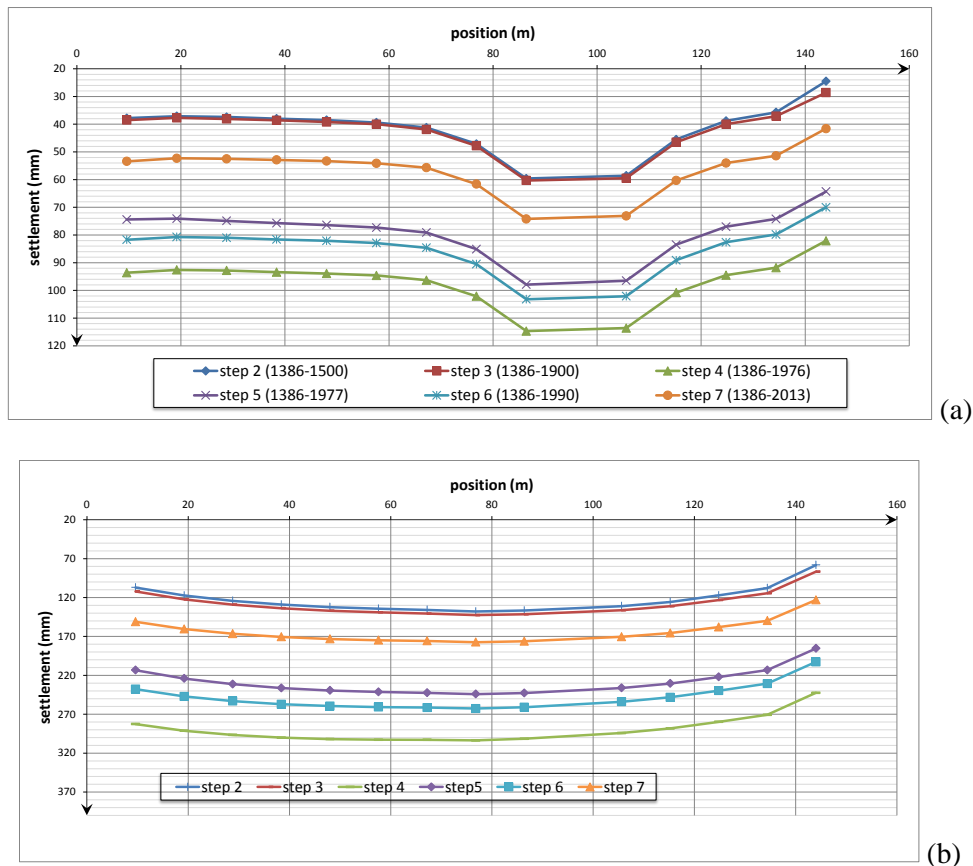 position (m)
0 20 40 60 80 100 120 140 160
20
30
40
50
60
70
80
90
100
110
120
settlement (mm)
step 2 (1386-1500) step 3 (1386-1900) step 4 (1386-1976)
step 5 (1386-1977) step 6 (1386-1990) step 7 (1386-2013)
(a)
position (m)
0 20 40 60 80 100 120 140 160
20
70
120
170
220
270
320
370
settlement (mm)
step 2 step 3 step 4 step5 step 6 step 7
(b)